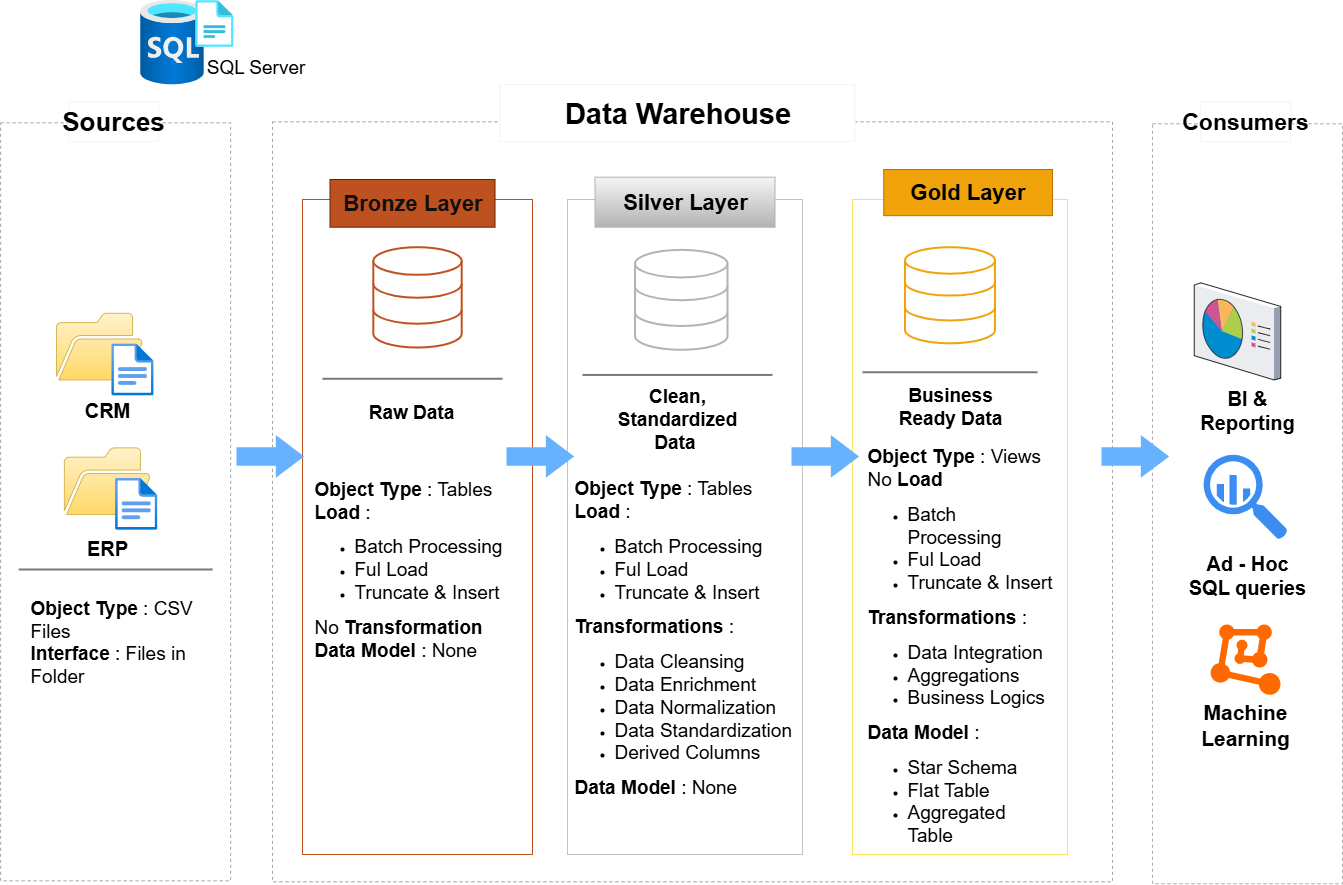 SQL
SQL Server
Sources
Data Warehouse
Consumers
CRM
ERP
Object Type : CSV
Files
Interface : Files in
Folder
Bronze Layer
Raw Data
Object Type : Tables
Load :
• Batch Processing
• Ful Load
• Truncate & Insert
No Transformation
Data Model : None
Silver Layer
Clean,
Standardized
Data
Object Type : Tables
Load :
• Batch Processing
• Ful Load
• Truncate & Insert
Transformations :
• Data Cleansing
• Data Enrichment
• Data Normalization
• Data Standardization
• Derived Columns
Data Model : None
Gold Layer
Business
Ready Data
Object Type : Views
No Load
• Batch
Processing
• Ful Load
• Truncate & Insert
Transformations :
• Data Integration
• Aggregations
• Business Logics
Data Model :
• Star Schema
• Flat Table
• Aggregated
Table
BI &
Reporting
Ad - Hoc
SQL queries
Machine
Learning